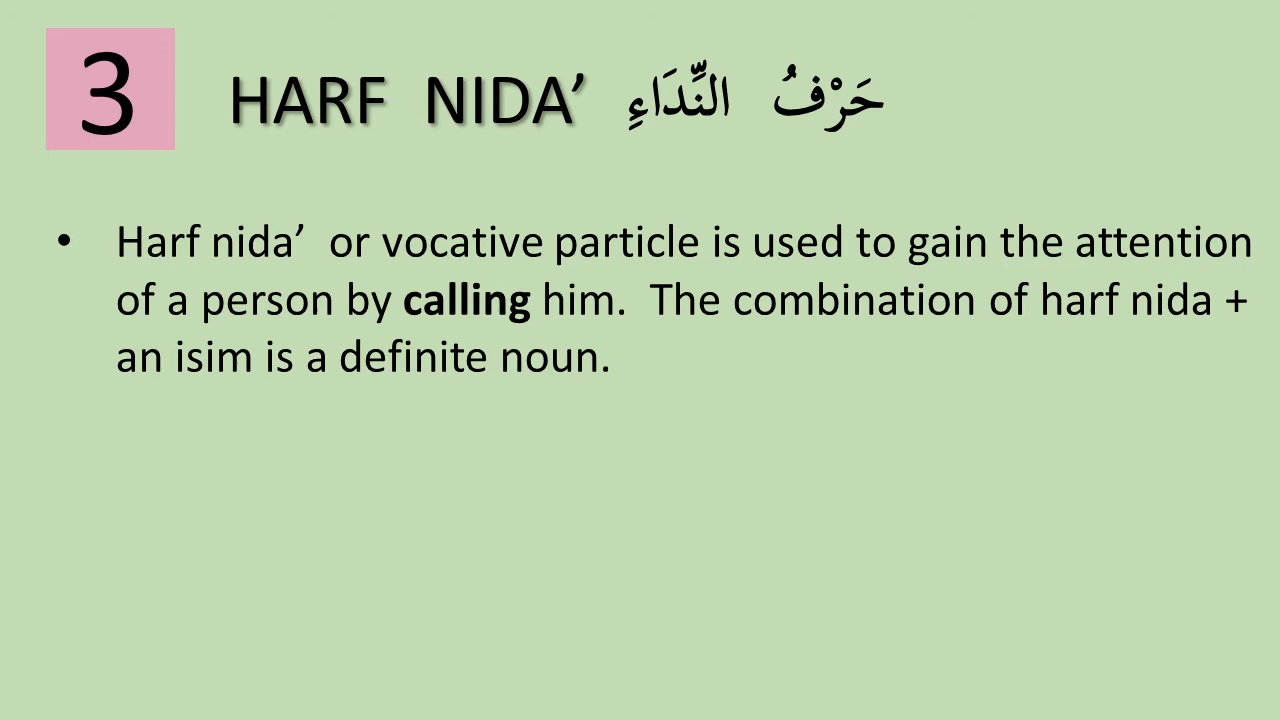 3 HARF NIDA’ حَرْفُ النِّدَاءِ
• Harf nida’ or vocative particle is used to gain the attention
of a person by calling him. The combination of harf nida +
an isim is a definite noun.